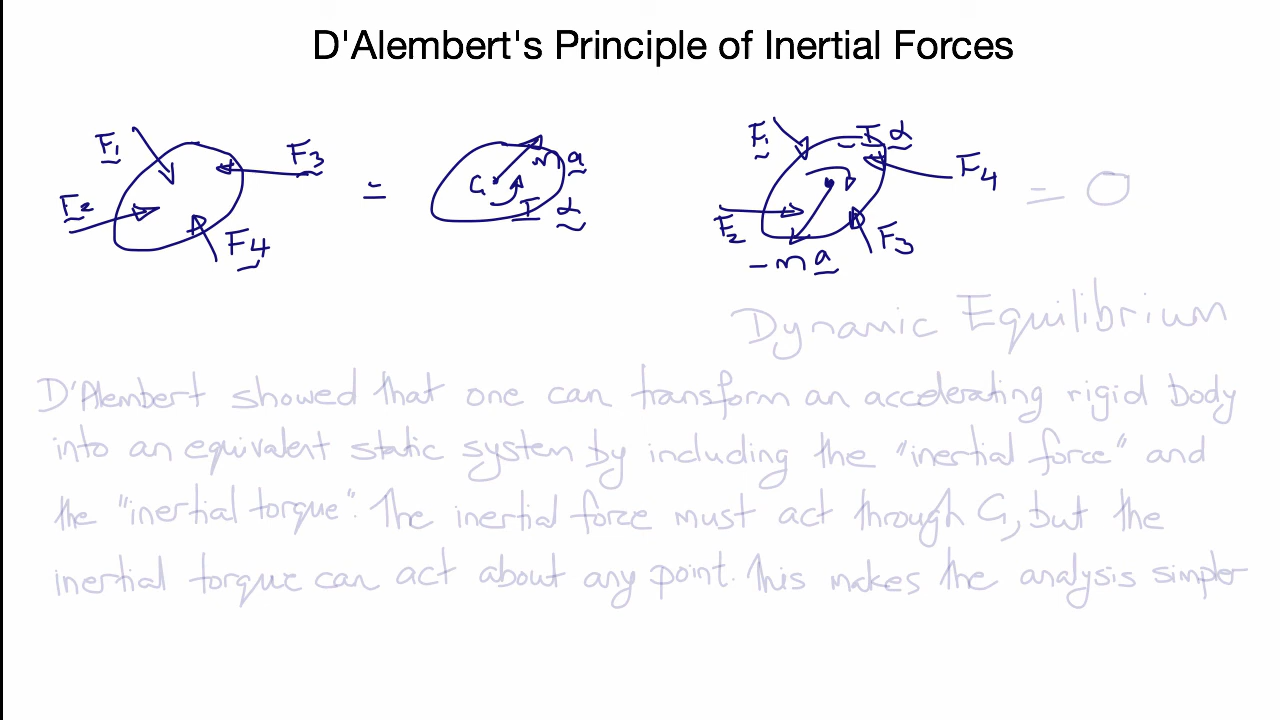 D'Alembert's Principle of Inertial Forces
F1
F2
F3
F4
=
G
ma
I α
F1
F2
-I α
F4
F3
-ma
= 0
Dynamic Equilibrium
D'Alembert showed that one can transform an accelerating rigid body
into an equivalent static system by including the "inertial force" and
the "inertial torque". The inertial force must act through G, but the
inertial torque can act about any point. This makes the analysis simpler